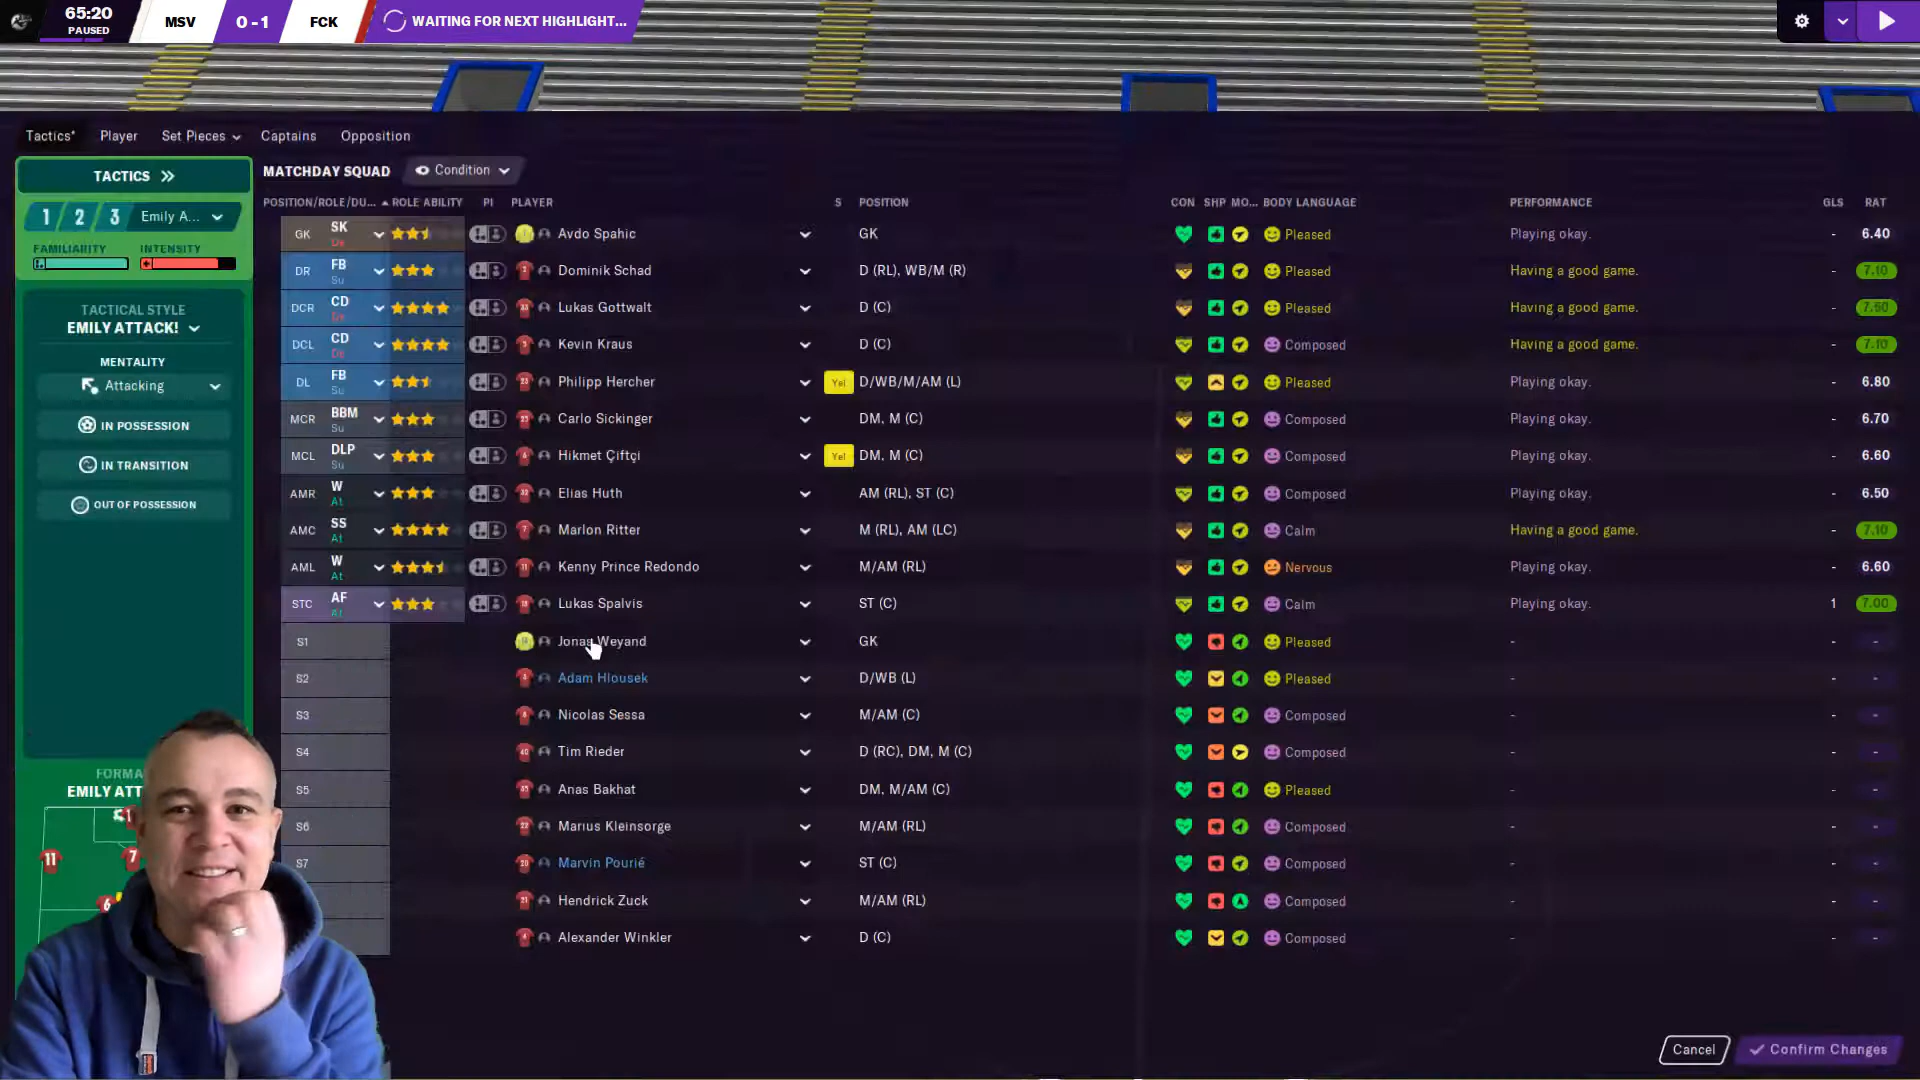 65:20
PAUSED
MSV 0 - 1 FCK WAITING FOR NEXT HIGHLIGHT...
Tactics* Player Set Pieces Captains Opposition
TACTICS
1 2 3 Emily A...
FAMILIARITY INTENSITY
TACTICAL STYLE
EMILY ATTACK!
MENTALITY
Attacking
IN POSSESSION
IN TRANSITION
OUT OF POSSESSION
EMILY ATT
11 7
6
MATCHDAY SQUAD Condition
POSITION/ROLE/DU... ROLE ABILITY PI PLAYER S POSITION CON SHP MO... BODY LANGUAGE PERFORMANCE GLS RAT
GK SK De Avdo Spahic GK Pleased Playing okay. - 6.40
DR FB Su Dominik Schad D (RL), WB/M (R) Pleased Having a good game. - 7.10
DCR CD De Lukas Gottwalt D (C) Pleased Having a good game. - 7.50
DCL CD De Kevin Kraus D (C) Composed Having a good game. - 7.10
DL FB Su Philipp Hercher Yel D/WB/M/AM (L) Pleased Playing okay. - 6.80
MCR BBM Su Carlo Sickinger DM, M (C) Composed Playing okay. - 6.70
MCL DLP Su Hikmet Çiftçi Yel DM, M (C) Composed Playing okay. - 6.60
AMR W At Elias Huth AM (RL), ST (C) Composed Playing okay. - 6.50
AMC SS At Marlon Ritter M (RL), AM (LC) Calm Having a good game. - 7.10
AML W At Kenny Prince Redondo M/AM (RL) Nervous Playing okay. - 6.60
STC AF At Lukas Spalvis ST (C) Calm Playing okay. 1 7.00
S1 Jonas Weyand GK Pleased - - -
S2 Adam Hlousek D/WB (L) Pleased - - -
S3 Nicolas Sessa M/AM (C) Composed - - -
S4 Tim Rieder D (RC), DM, M (C) Composed - - -
S5 Anas Bakhat DM, M/AM (C) Pleased - - -
S6 Marius Kleinsorge M/AM (RL) Composed - - -
S7 Marvin Pourié ST (C) Composed - - -
Hendrick Zuck M/AM (RL) Composed - - -
Alexander Winkler D (C) Composed - - -
Cancel Confirm Changes